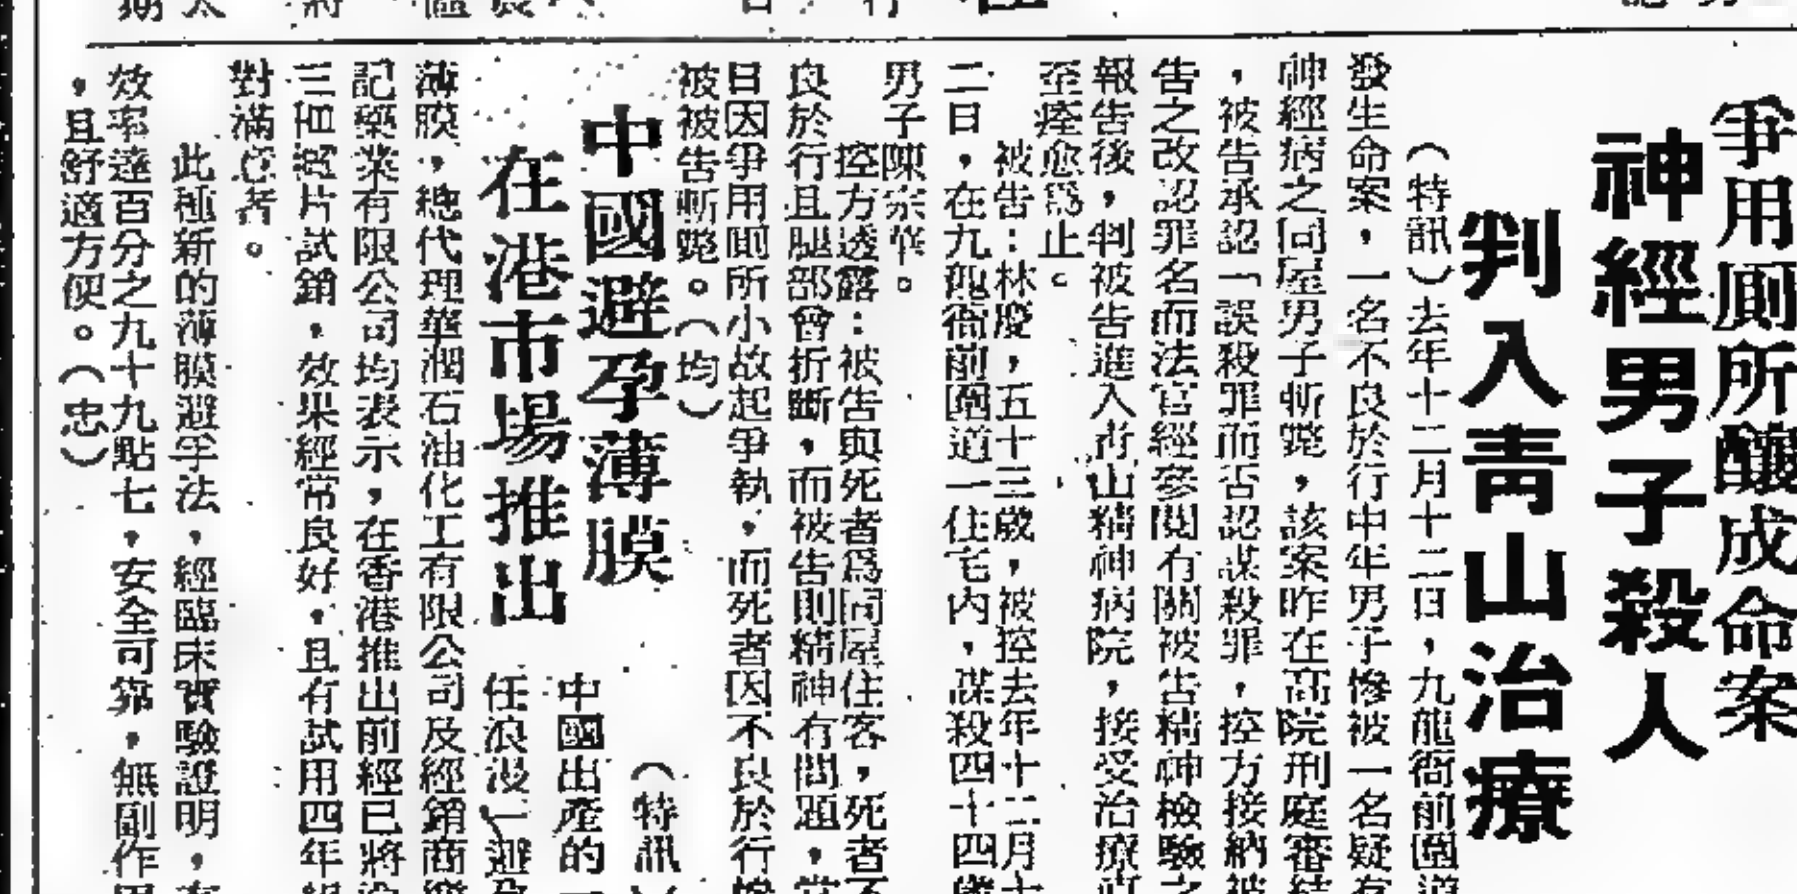 爭用厠所釀成命案
神經男子殺人
判入靑山治療
（特訊）去年十二月十二日，九龍衙前圍道
發生命案，一名不良於行中年男子慘被一名疑有
神經病之同屋男子斬斃，該案昨在高院刑庭審結
，被告承認「誤殺罪而否認謀殺罪，控方接納被
告之改認罪名而法官經參閱有關被告精神檢驗之
報告後，判被告進入靑山精神病院，接受治療直
至痊愈爲止。
被告：林慶，五十三歲，被控去年十二月十
二日，在九龍衙前圍道一住宅內，謀殺四十四歲
男子陳宗華。
控方透露：被告與死者爲同屋住客，死者不
良於行且腿部曾折斷，而被告則精神有問題，當
日因爭用厠所小故起爭執，而死者因不良於行慘
被被告斬斃。（均）
中國避孕薄膜
在港市場推出
（特訊）
中國出產的
任浪漫一避孕
薄膜，總代理華潤石油化工有限公司及經銷商
記藥業有限公司均表示，在香港推出前經已將
三和片試銷，效果經常良好，且有試用四年
對滿意者。
此種新的薄膜避孕法，經臨床實驗證明，有
效率達百分之九十九點七，安全可靠，無副作用
，且舒適方便。（忠）